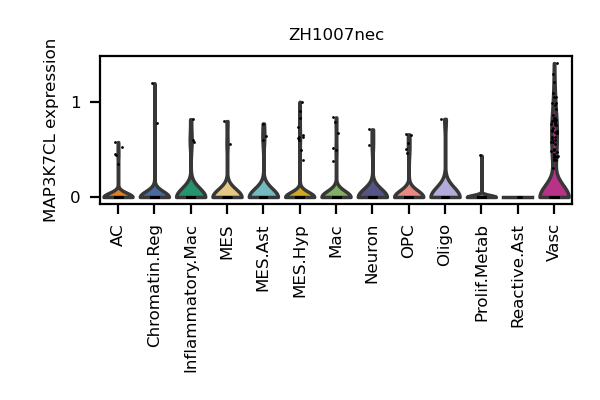 ZH1007nec
MAP3K7CL expression
1
0
AC
Chromatin.Reg
Inflammatory.Mac
MES
MES.Ast
MES.Hyp
Mac
Neuron
OPC
Oligo
Prolif.Metab
Reactive.Ast
Vasc